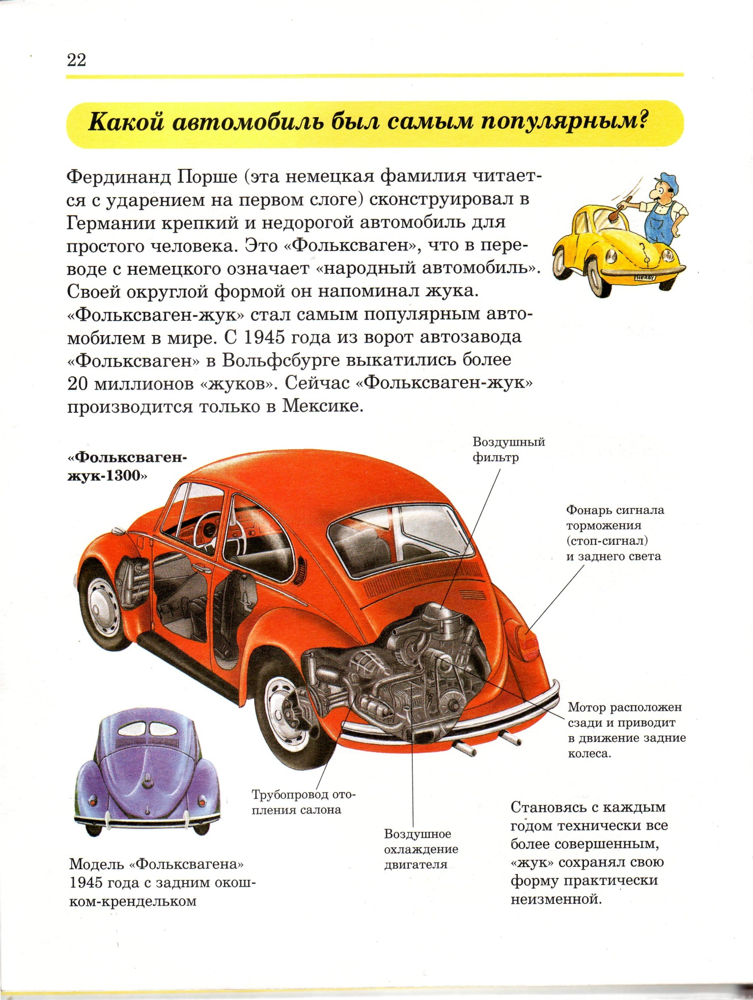 22
Какой автомобиль был самым популярным?
Фердинанд Порше (эта немецкая фамилия читает-
ся с ударением на первом слоге) сконструировал в
Германии крепкий и недорогой автомобиль для
простого человека. Это «Фольксваген», что в пере-
воде с немецкого означает «народный автомобиль».
Своей округлой формой он напоминал жука.
«Фольксваген-жук» стал самым популярным авто-
мобилем в мире. С 1945 года из ворот автозавода
«Фольксваген» в Вольфсбурге выкатились более
20 миллионов «жуков». Сейчас «Фольксваген-жук»
производится только в Мексике.
HERBY
«Фольксваген-
жук-1300»
Воздушный
фильтр
Фонарь сигнала
торможения
(стоп-сигнал)
и заднего света
Мотор расположен
сзади и приводит
в движение задние
колеса.
Трубопровод ото-
пления салона
Воздушное
охлаждение
двигателя
Модель «Фольксвагена»
1945 года с задним окош-
ком-крендельком
Становясь с каждым
годом технически все
более совершенным,
«жук» сохранял свою
форму практически
неизменной.